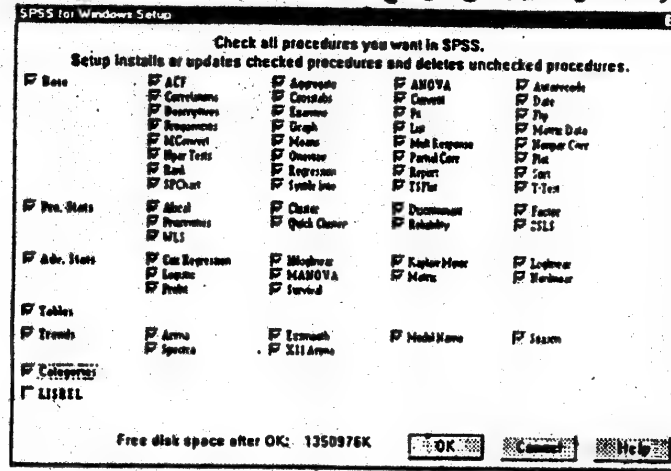 SPSS for Windows Setup
Check all procedures you want in SPSS.
Setup installs or updates checked procedures and deletes unchecked procedures.
Base ACF Aggregate ANOVA Autorecode
Correlations Crosstabs Convert Date
Descriptives Examine Fit Flip
Frequencies Graph List Matrix Data
MConvert Means Mult Response Nonpar Corr
Npar Tests Oneway Partial Corr Plot
Rank Regression Report Sort
SPChart Syntax T-Test
Pro. Stats Alscal Cluster Discriminant Factor
Proximities Quick Cluster Reliability 2SLS
WLS
Adv. Stats Cox Regression Hiloglinear Kaplan Meier Loglinear
Logistic MANOVA Matrix Nonlinear
Probit Survival
Tables
Trends Arima Exsmooth Model Name Season
Spectra X11 Arima
Categories
LISREL
Free disk space after OK: 1350976K OK Cancel Help